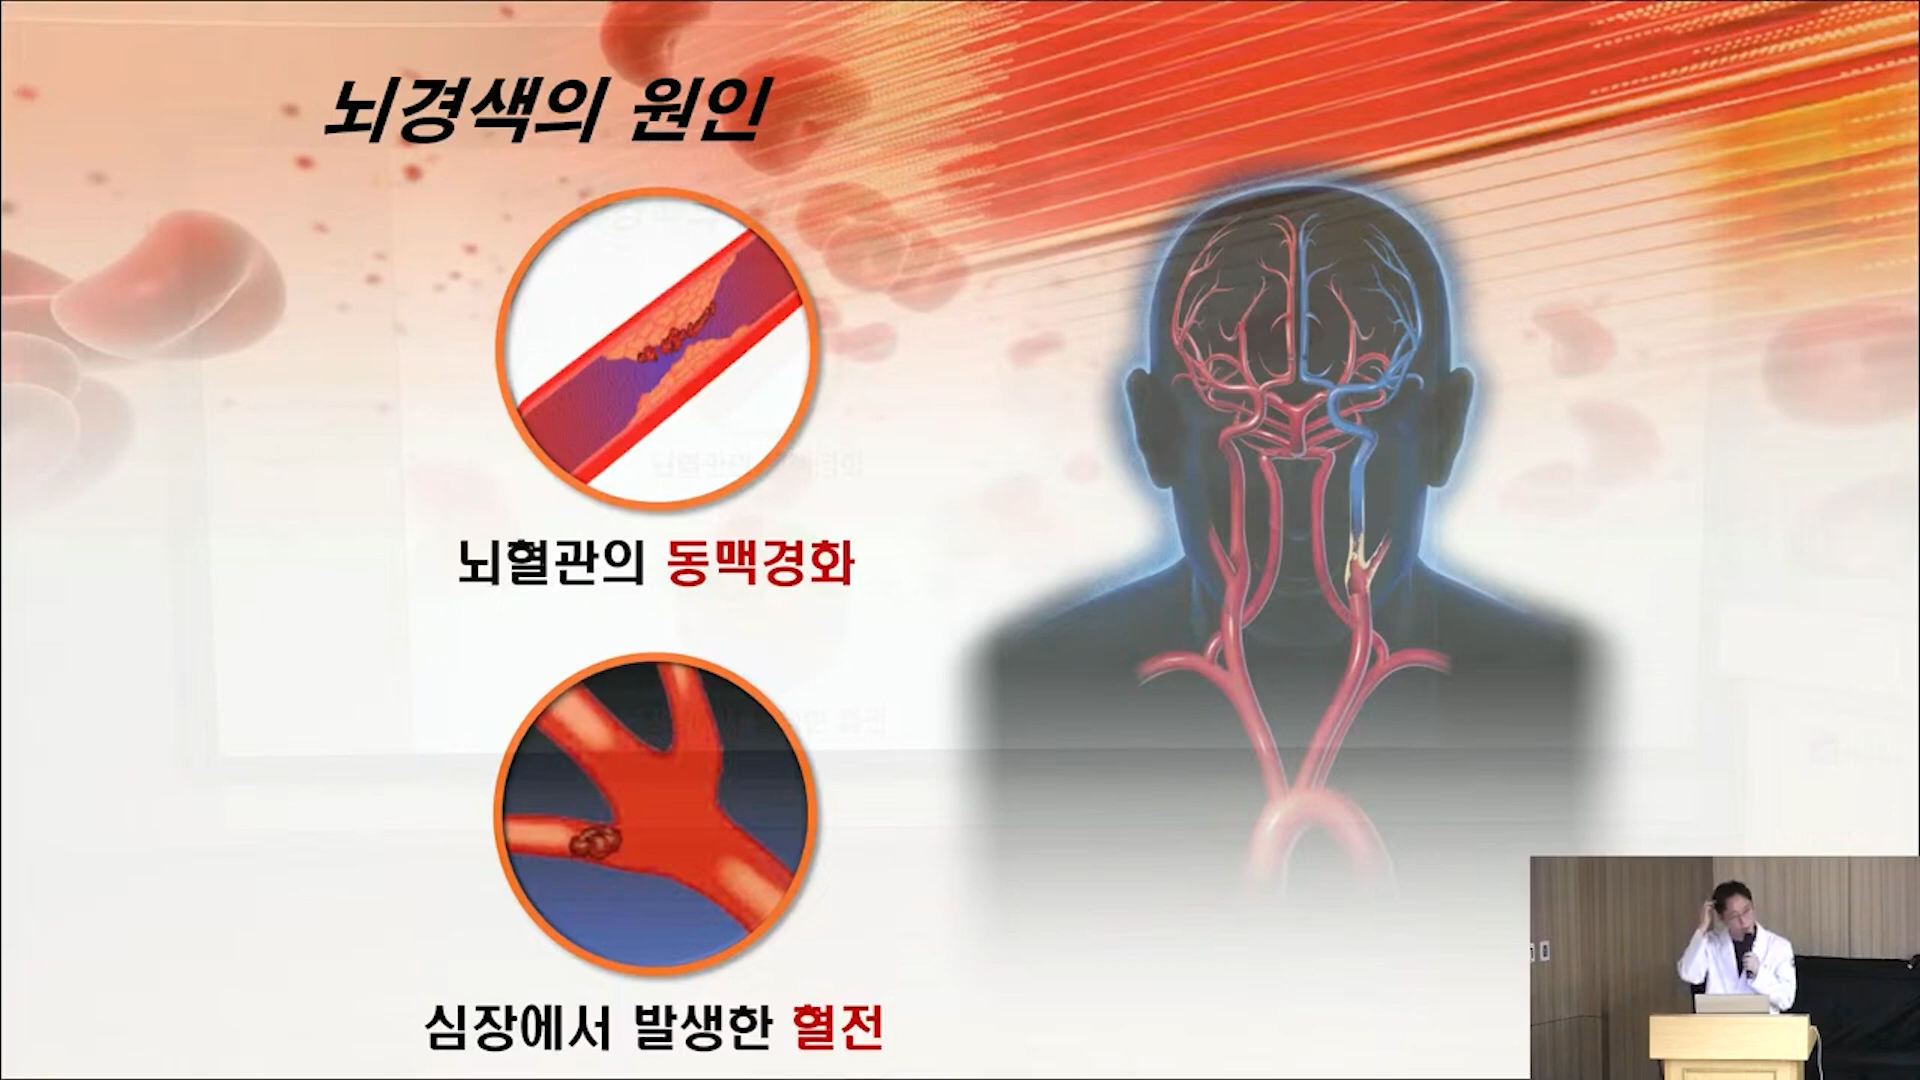 뇌경색의 원인
뇌혈관의 동맥경화
심장에서 발생한 혈전